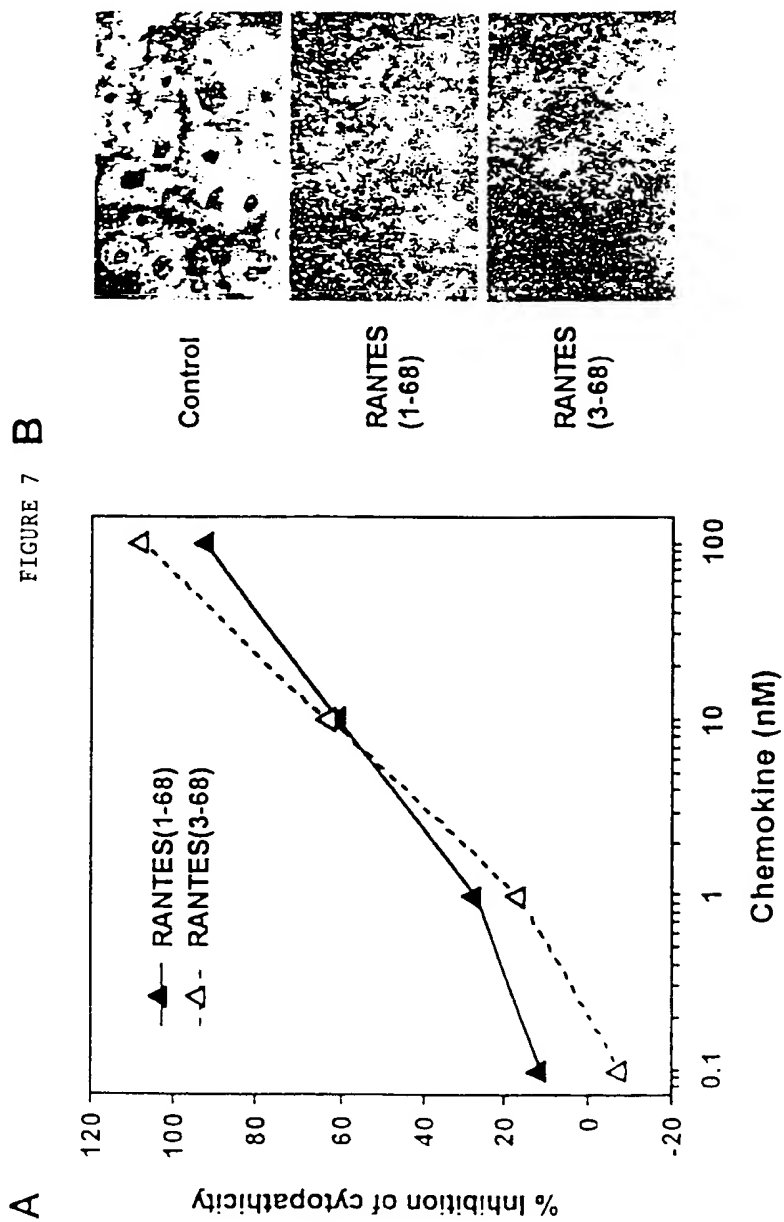 FIGURE 7
A
% Inhibition of cytopathicity
120
100
80
60
40
20
0
-20
RANTES(1-68)
RANTES(3-68)
0.1
1
10
100
Chemokine (nM)
B
Control
RANTES
(1-68)
RANTES
(3-68)